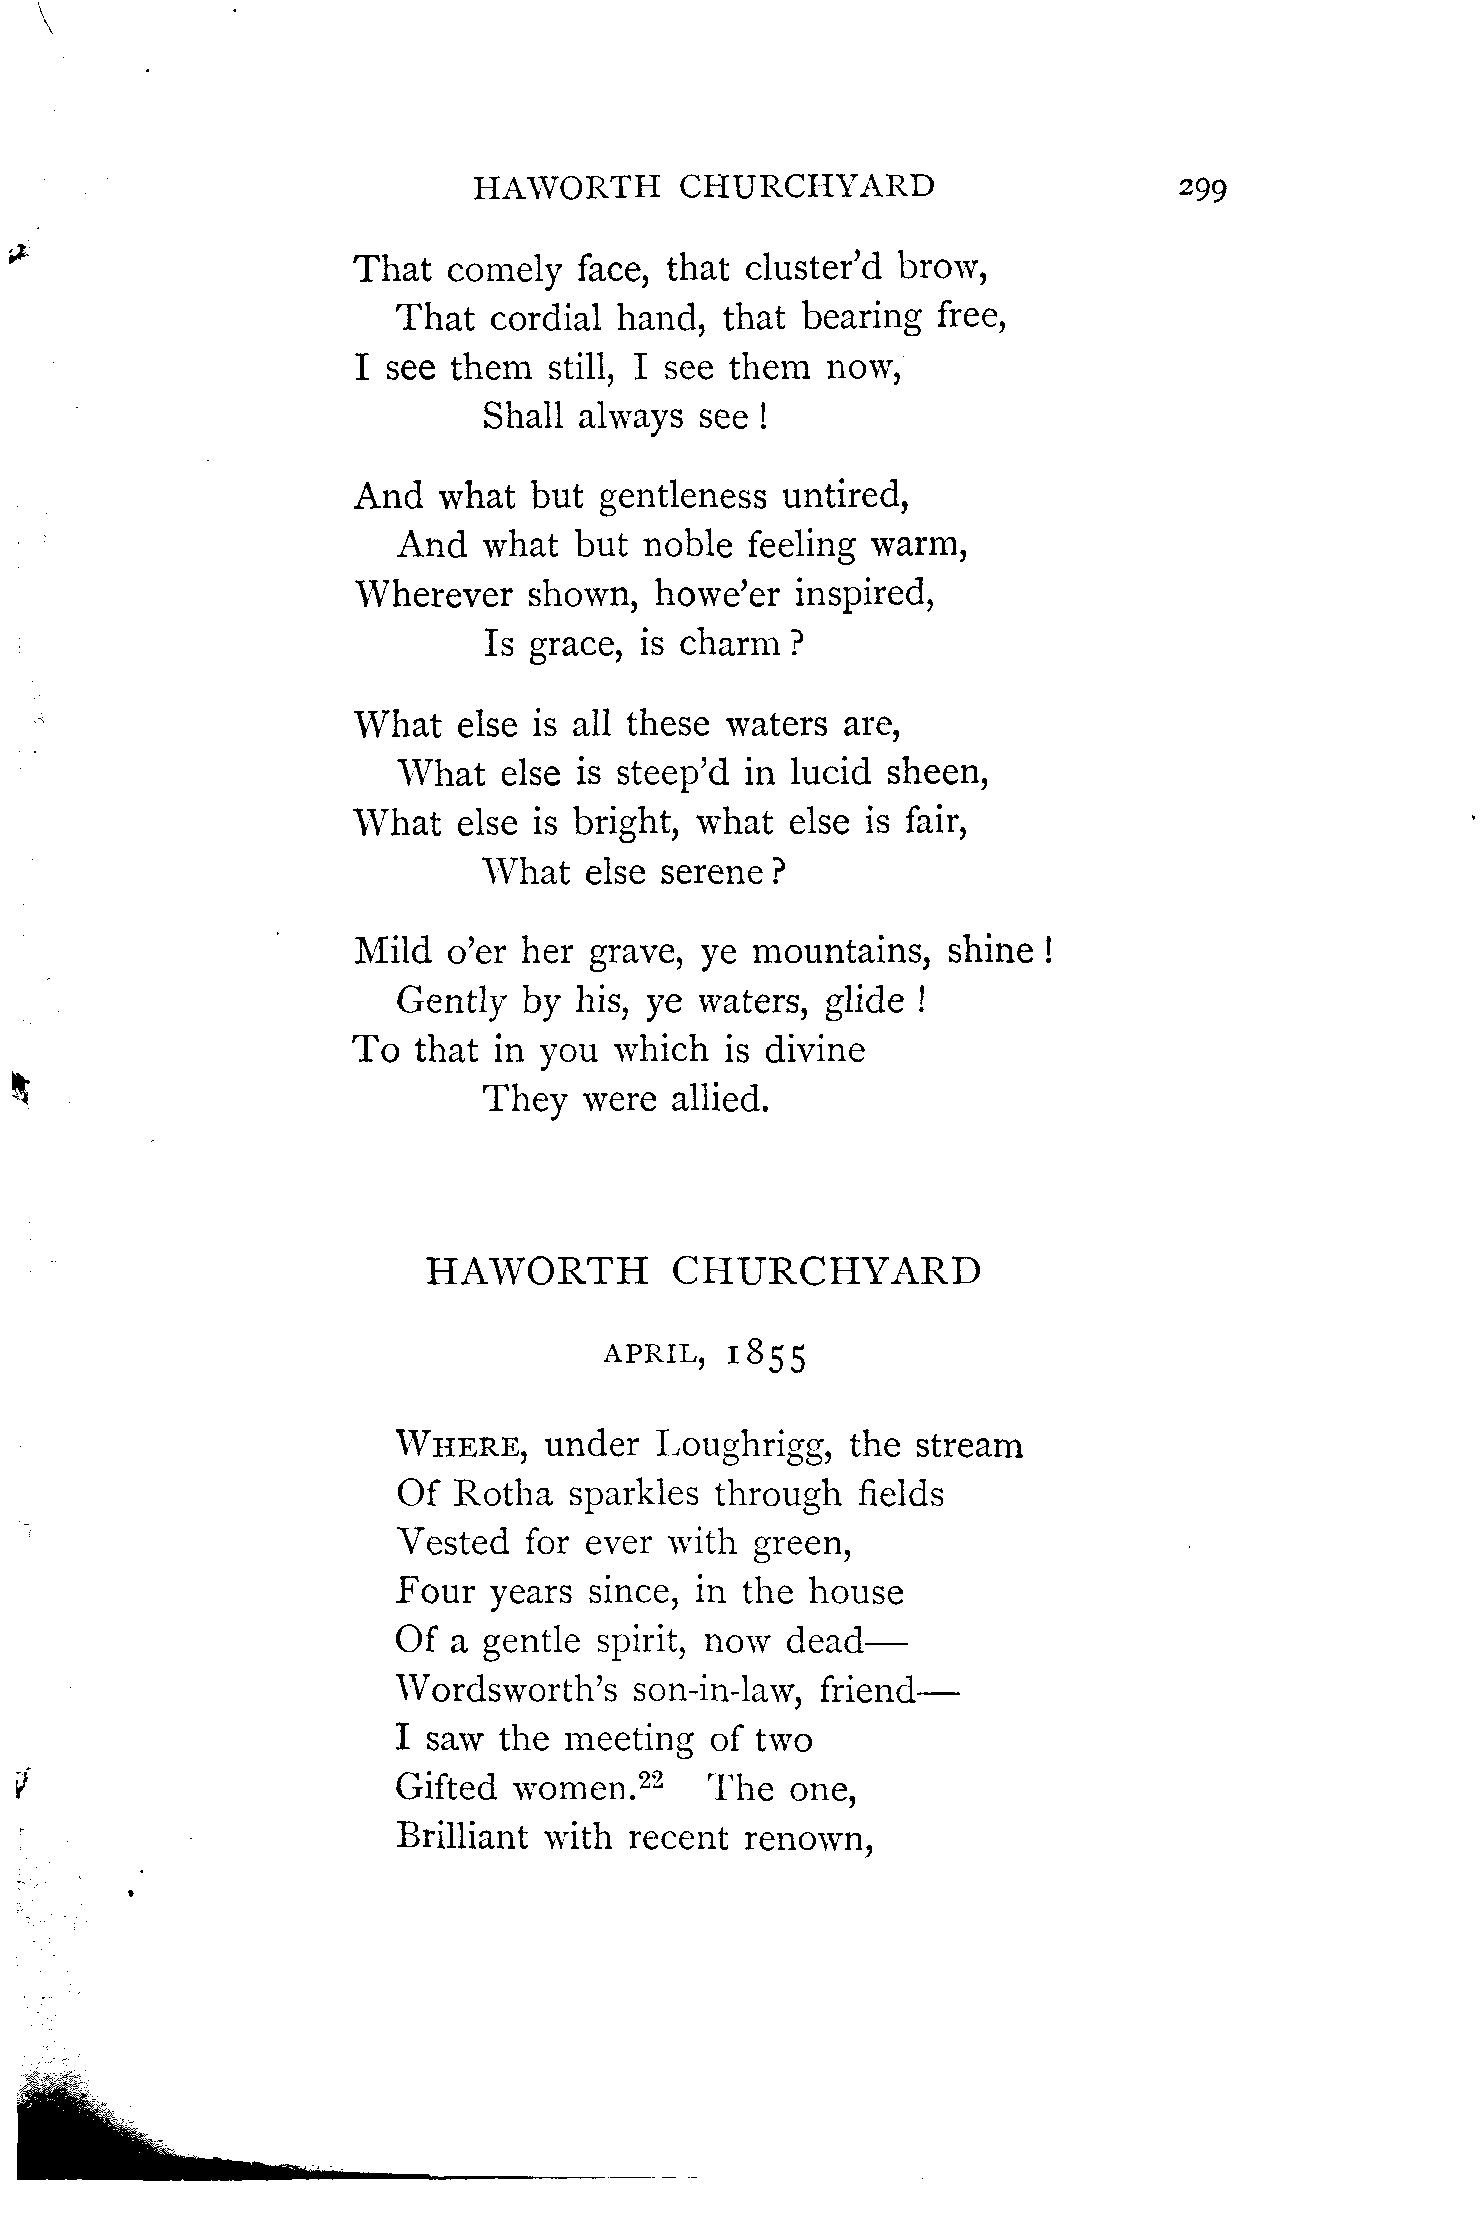 HAWORTH CHURCHYARD 299
That comely face, that cluster'd brow,
That cordial hand, that bearing free,
I see them still, I see them now,
Shall always see!
And what but gentleness untired,
And what but noble feeling warm,
Wherever shown, howe'er inspired,
Is grace, is charm?
What else is all these waters are,
What else is steep'd in lucid sheen,
What else is bright, what else is fair,
What else serene?
Mild o'er her grave, ye mountains, shine!
Gently by his, ye waters, glide!
To that in you which is divine
They were allied.
HAWORTH CHURCHYARD
APRIL, 1855
WHERE, under Loughrigg, the stream
Of Rotha sparkles through fields
Vested for ever with green,
Four years since, in the house
Of a gentle spirit, now dead—
Wordsworth's son-in-law, friend—
I saw the meeting of two
Gifted women.22 The one,
Brilliant with recent renown,